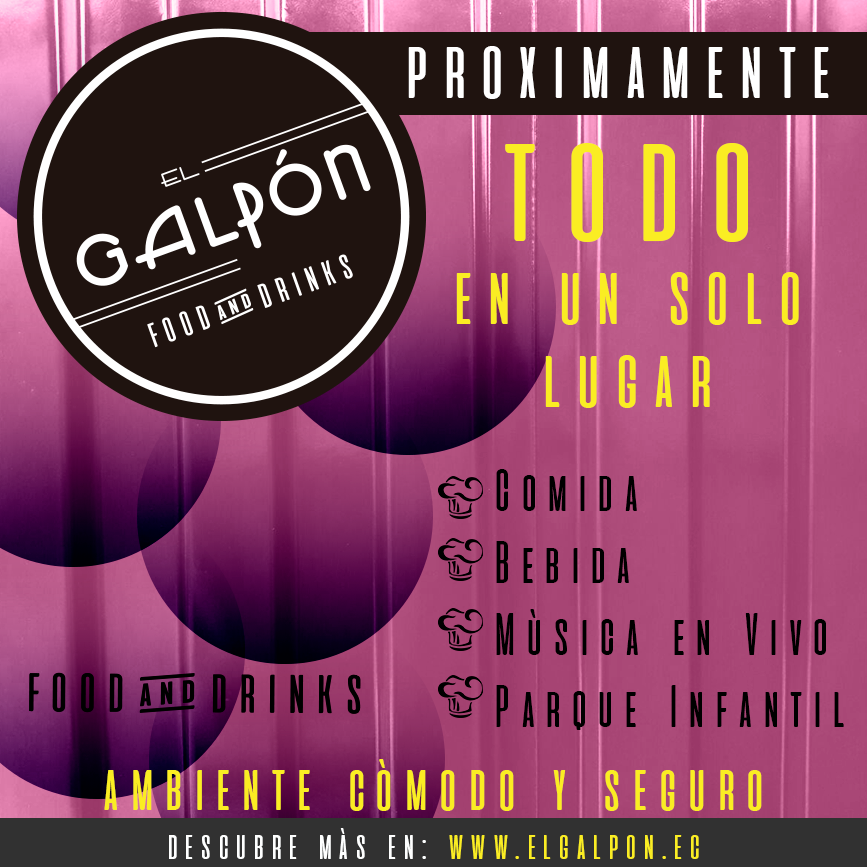 PROXIMAMENTE
EL
GALPÓN
FOOD AND DRINKS
TODO
EN UN SOLO
LUGAR
COMIDA
BEBIDA
MÙSICA EN VIVO
PARQUE INFANTIL
FOOD AND DRINKS
AMBIENTE CÒMODO Y SEGURO
DESCUBRE MÀS EN: WWW.ELGALPON.EC